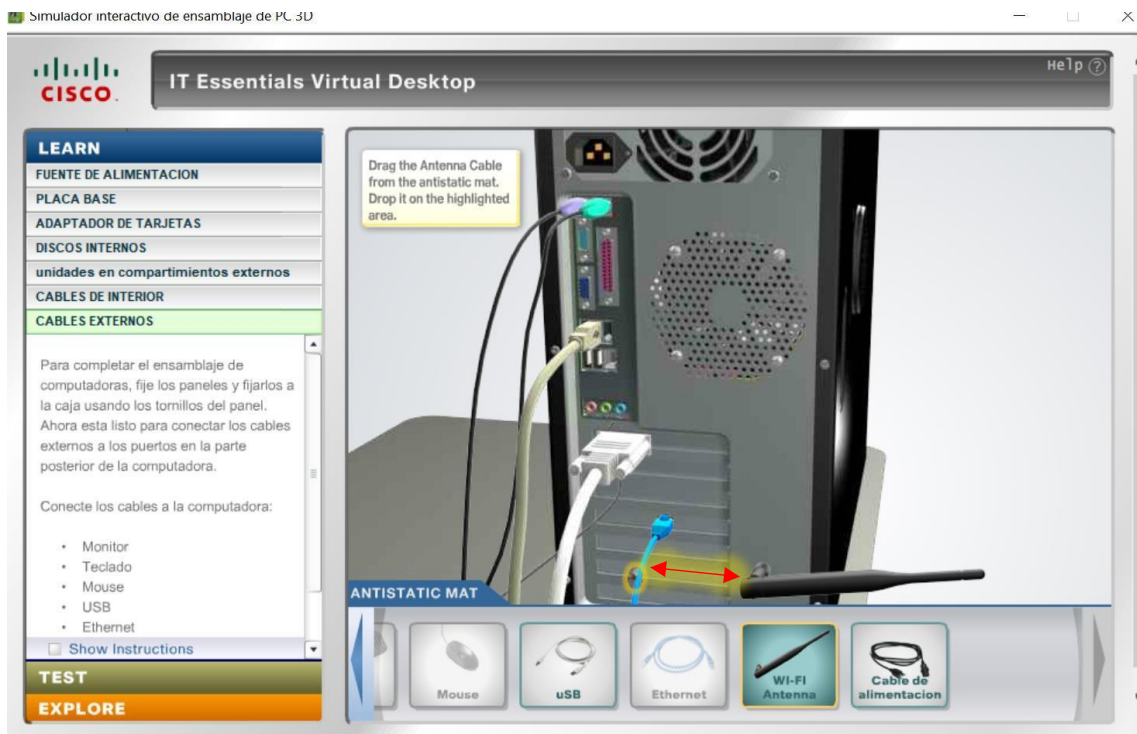 Simulador interactivo de ensamblaje de PC 3D
CISCO
IT Essentials Virtual Desktop
Help ?
LEARN
FUENTE DE ALIMENTACION
PLACA BASE
ADAPTADOR DE TARJETAS
DISCOS INTERNOS
unidades en compartimientos externos
CABLES DE INTERIOR
CABLES EXTERNOS
Para completar el ensamblaje de
computadoras, fije los paneles y fijarlos a
la caja usando los tornillos del panel.
Ahora esta listo para conectar los cables
externos a los puertos en la parte
posterior de la computadora.
Conecte los cables a la computadora:
• Monitor
• Teclado
• Mouse
• USB
• Ethernet
Show Instructions
TEST
EXPLORE
Drag the Antenna Cable
from the antistatic mat.
Drop it on the highlighted
area.
ANTISTATIC MAT
Mouse
uSB
Ethernet
WI-FI
Antenna
Cable de
alimentacion